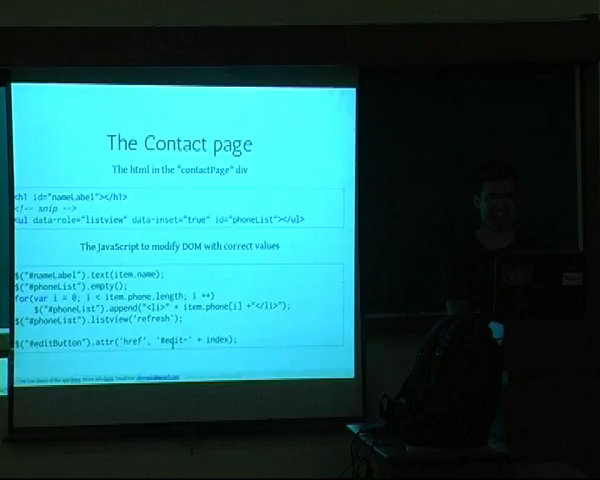 The Contact page
The html in the "contactPage" div
<h1 id="nameLabel"></h1>
<!-- snip -->
<ul data-role="listview" data-inset="true" id="phoneList"></ul>
The JavaScript to modify DOM with correct values
$("#nameLabel").text(item.name);
$("#phoneList").empty();
for(var i = 0; i < item.phone.length; i ++)
$("#phoneList").append("<li>" + item.phone[i] +"</li>");
$("#phoneList").listview('refresh');
$("#editButton").attr('href', '#edit=' + index);